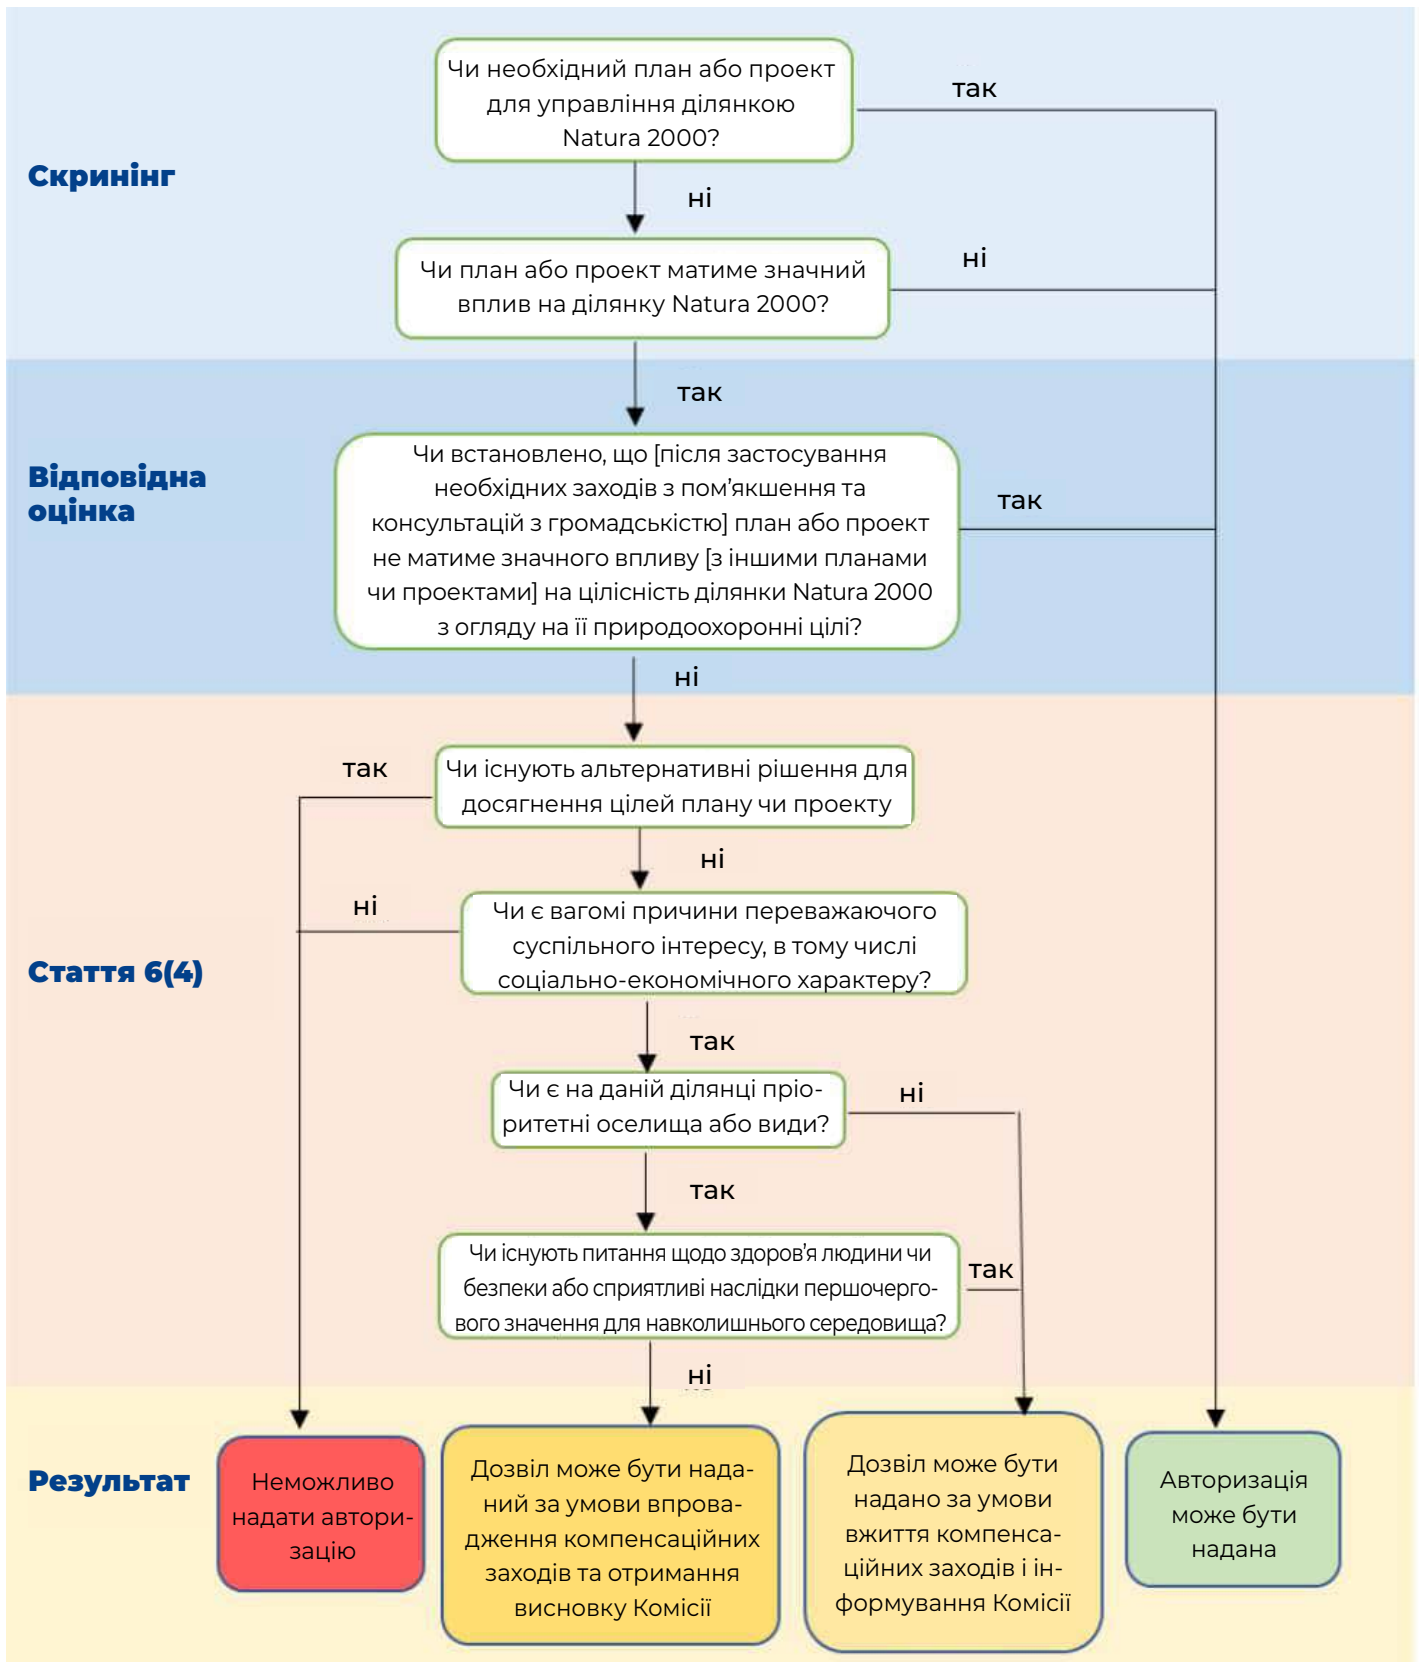 Чи необхідний план або проект
для управління ділянкою
Natura 2000?
так
Скринінг
ні
Чи план або проект матиме значний
вплив на ділянку Natura 2000?
ні
так
Відповідна
оцінка
Чи встановлено, що [після застосування
необхідних заходів з пом’якшення та
консультацій з громадськістю] план або проект
не матиме значного впливу [з іншими планами
чи проектами] на цілісність ділянки Natura 2000
з огляду на її природоохоронні цілі?
так
ні
так
Чи існують альтернативні рішення для
досягнення цілей плану чи проекту
ні
ні
Чи є вагомі причини переважаючого
суспільного інтересу, в тому числі
соціально-економічного характеру?
Стаття 6(4)
так
Чи є на даній ділянці пріо-
ритетні оселища або види?
ні
так
Чи існують питання щодо здоров’я людини чи
безпеки або сприятливі наслідки першочерго-
вого значення для навколишнього середовища?
так
ні
Результат
Неможливо
надати автори-
зацію
Дозвіл може бути нада-
ний за умови впрова-
дження компенсаційних
заходів та отримання
висновку Комісії
Дозвіл може бути
надано за умови
вжиття компенса-
ційних заходів і ін-
формування Комісії
Авторизація
може бути
надана